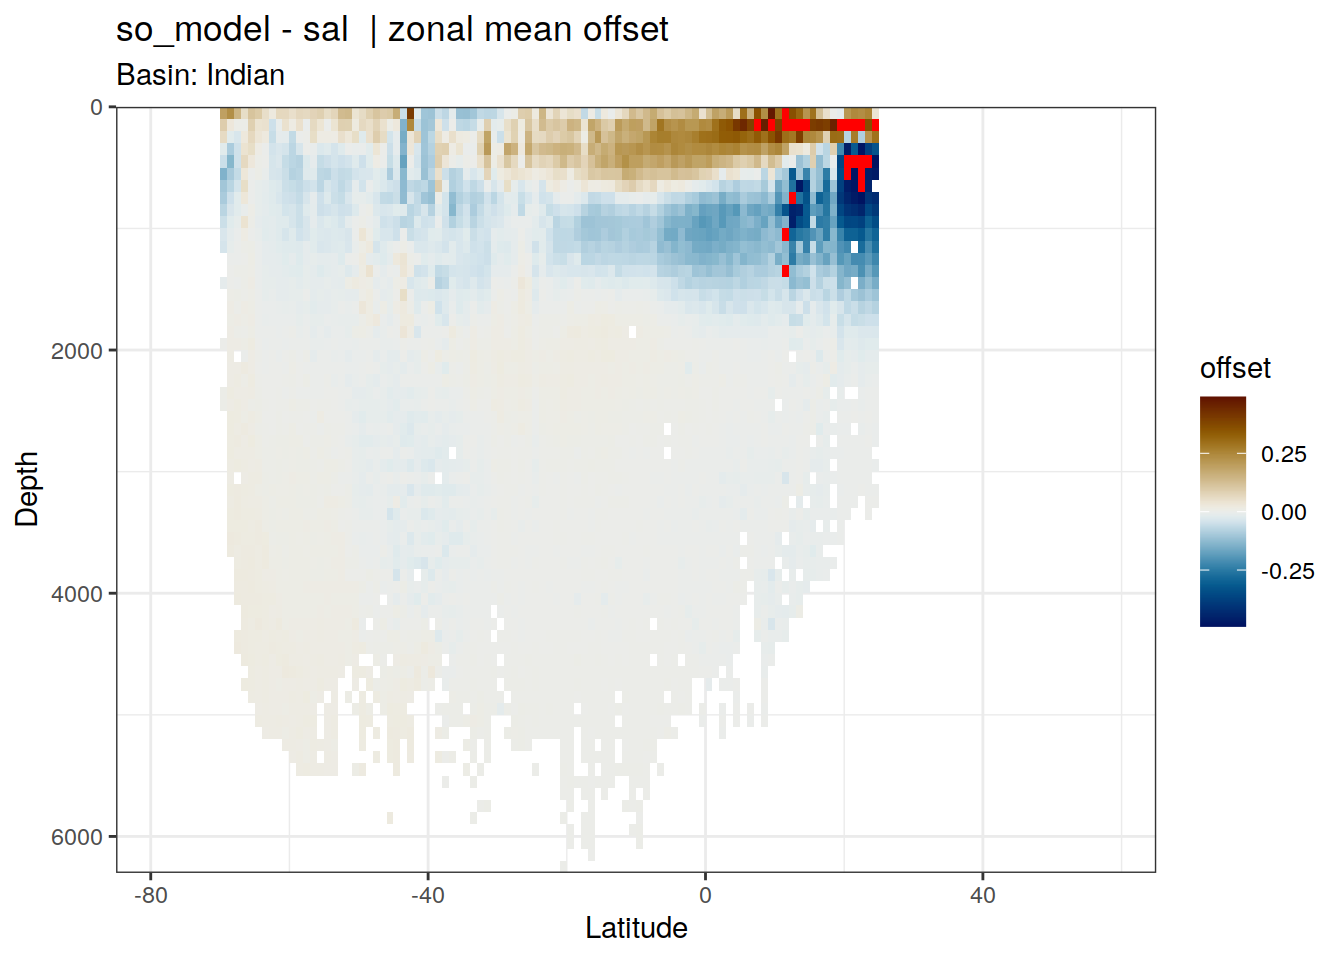 so_model - sal  | zonal mean offset
Basin: Indian
0
2000
4000
6000
Depth
-80
-40
0
40
Latitude
offset
0.25
0.00
-0.25